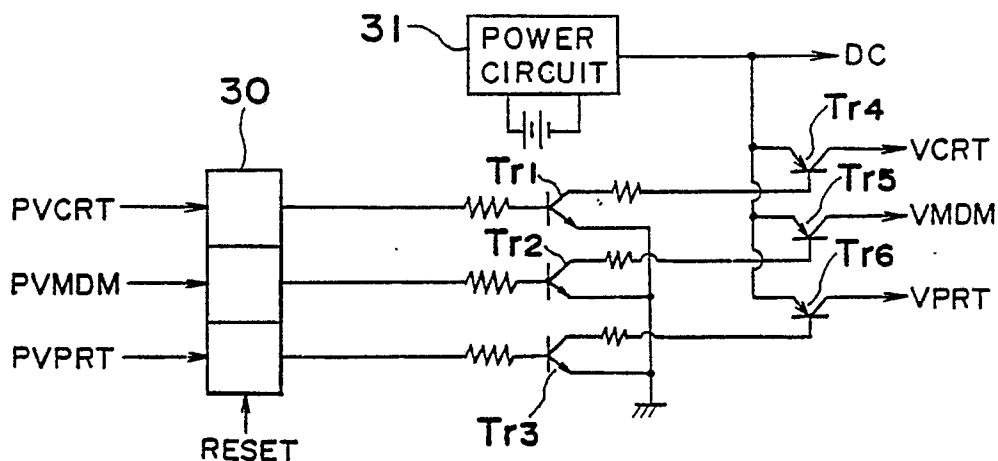 31
POWER
CIRCUIT
DC
30
Tr4
VCRT
Tr1
Tr5
PVCRT
VMDM
Tr2
Tr6
PVMDM
VPRT
PVPRT
Tr3
RESET